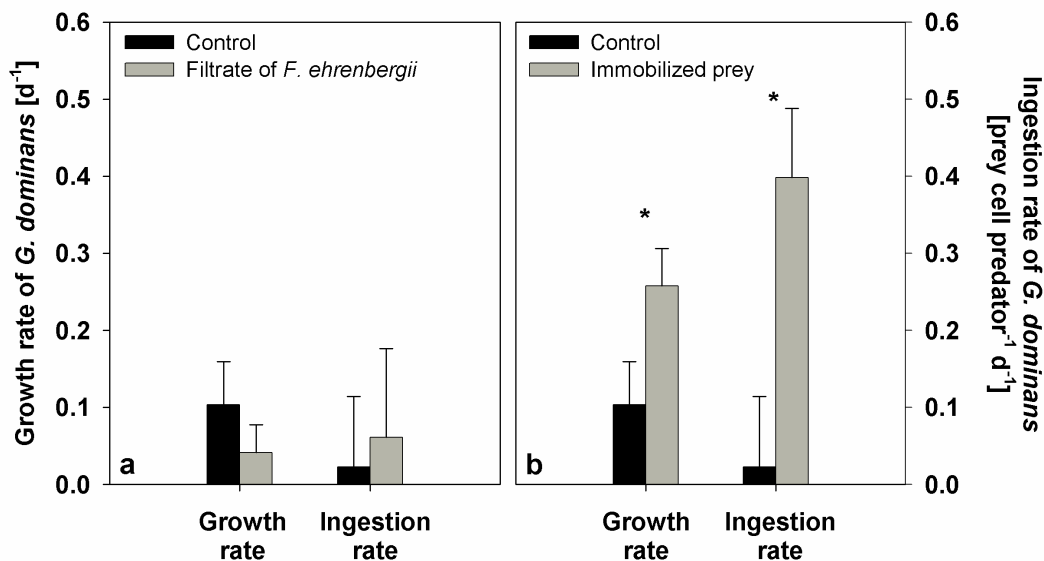 Growth rate of G. dominans [d⁻¹]
0.6
0.5
0.4
0.3
0.2
0.1
0.0
Control
Filtrate of F. ehrenbergii
a
Growth
rate
Ingestion
rate
Control
Immobilized prey
*
*
b
Growth
rate
Ingestion
rate
0.6
0.5
0.4
0.3
0.2
0.1
0.0
Ingestion rate of G. dominans
[prey cell predator⁻¹ d⁻¹]